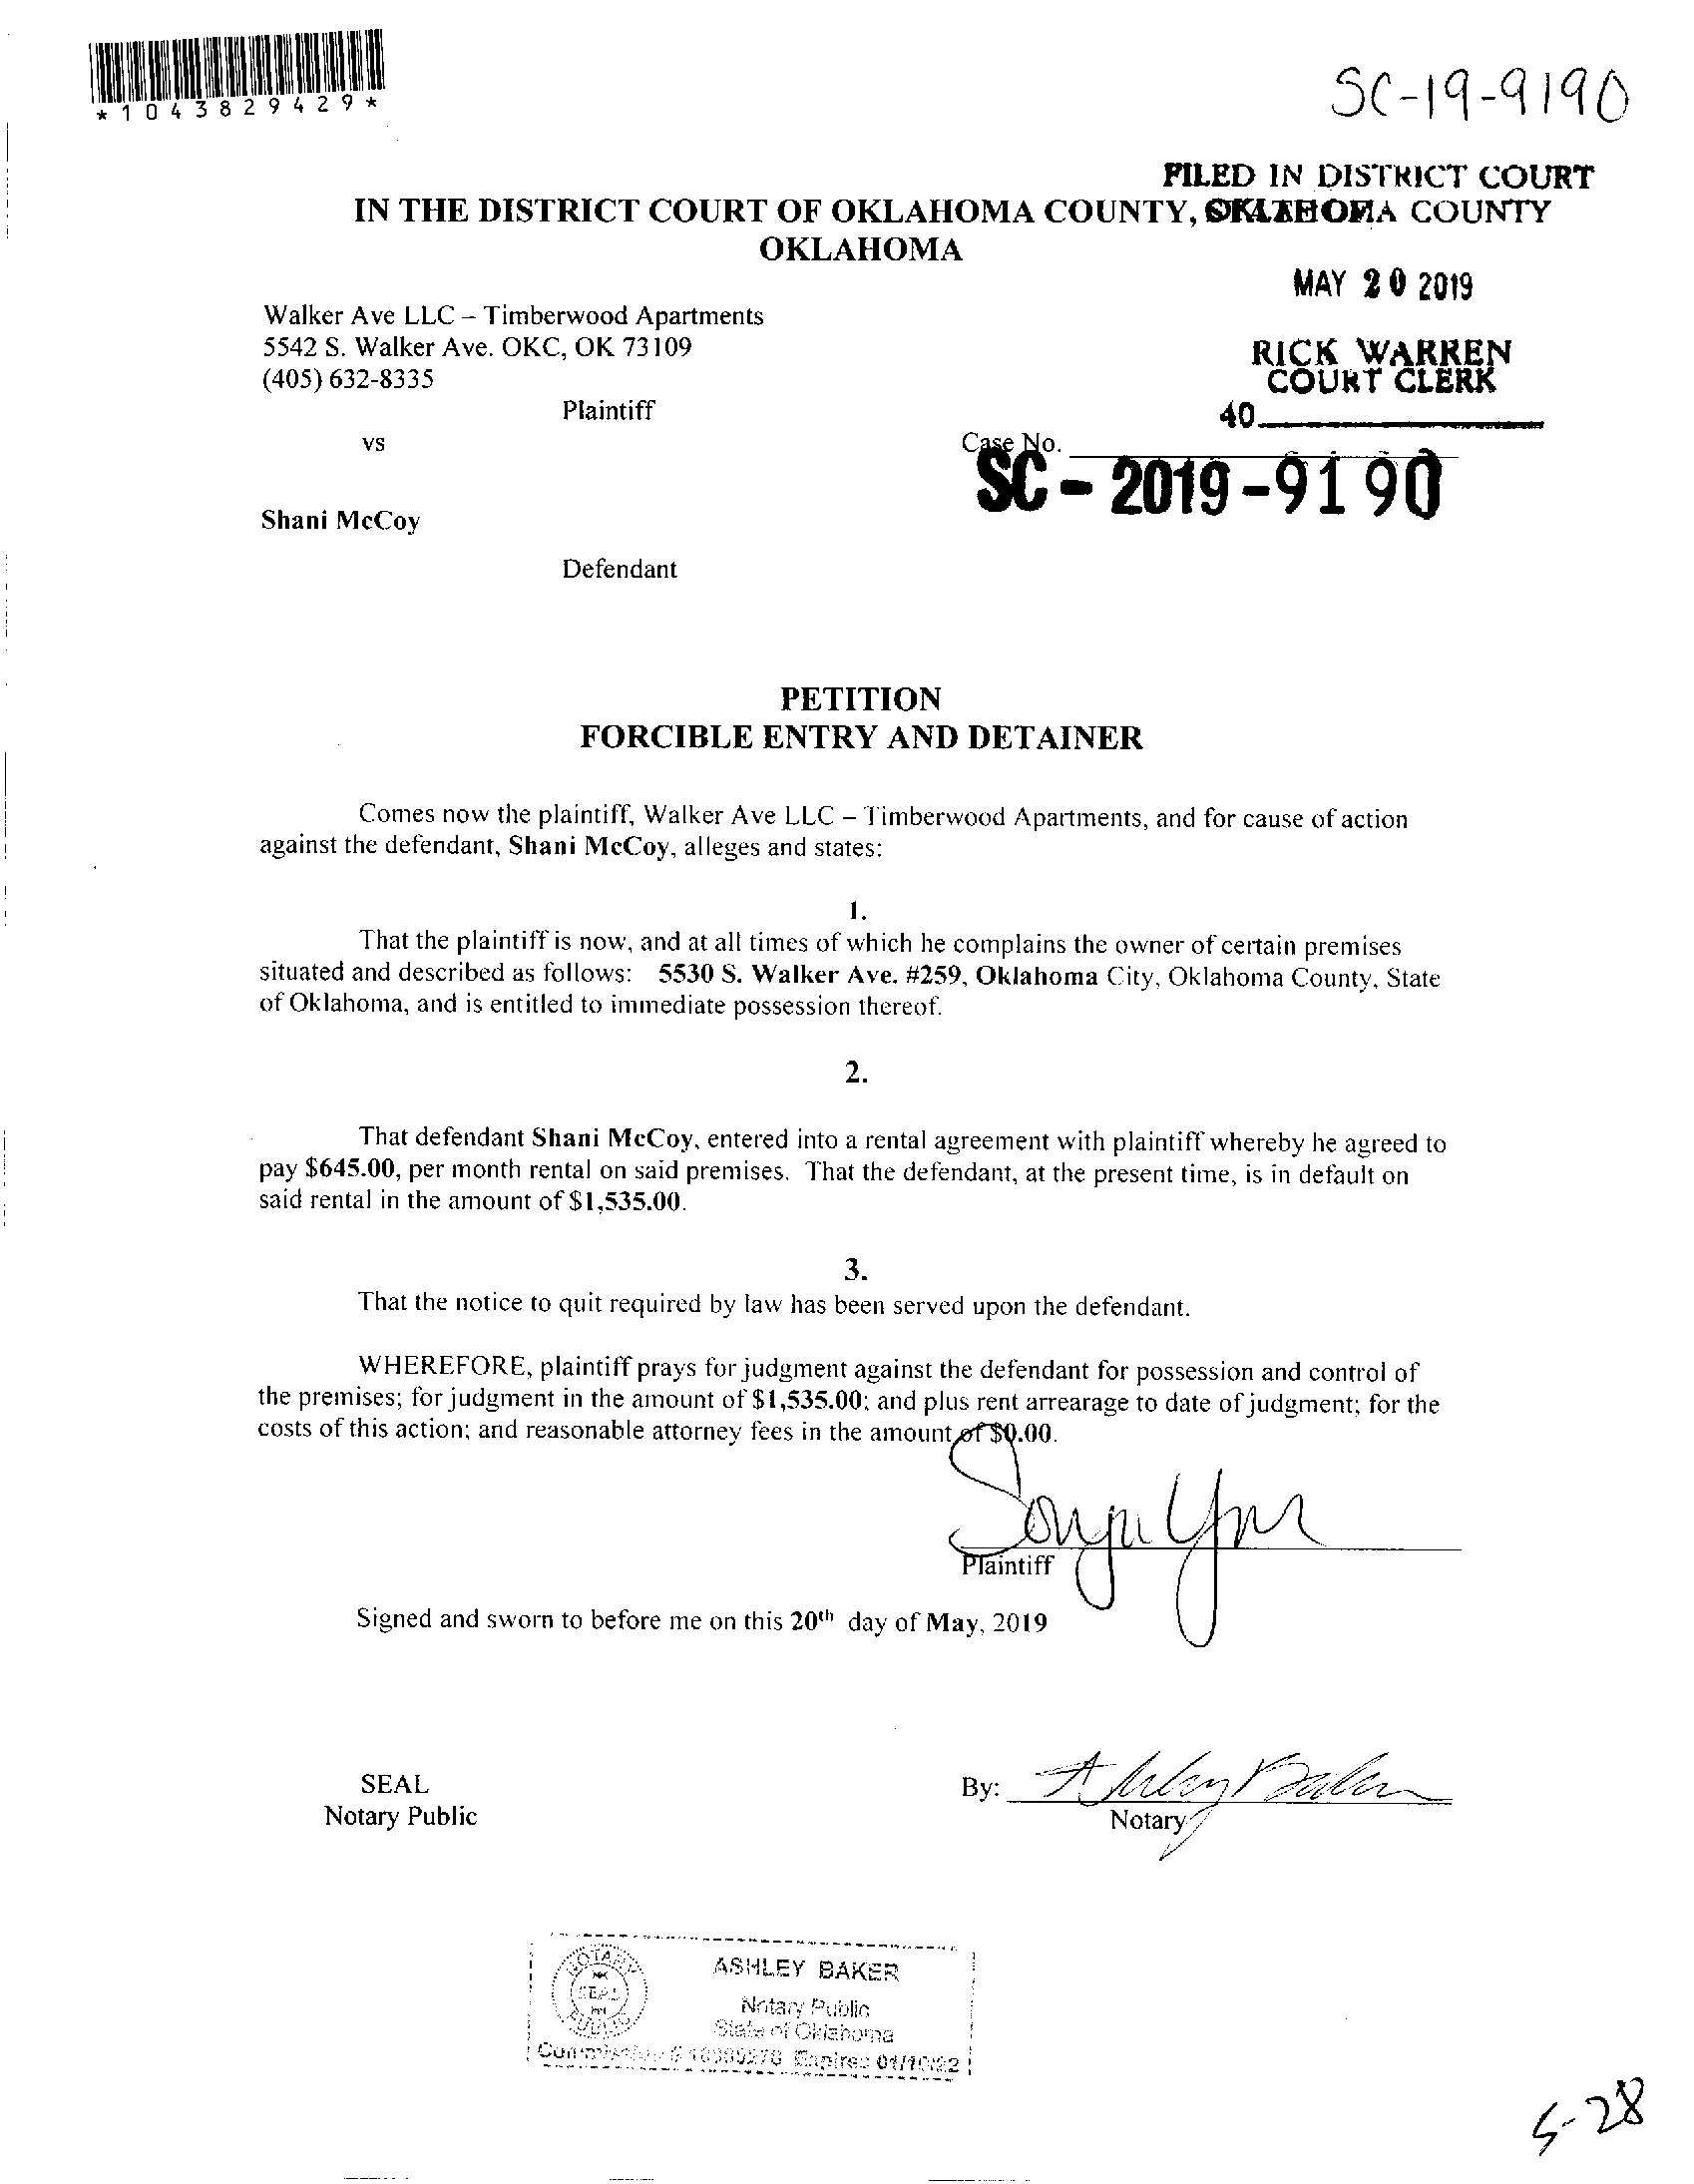 *1043829429*
SC-19-9190
FILED IN DISTRICT COURT
IN THE DISTRICT COURT OF OKLAHOMA COUNTY, OKLAHOMA COUNTY
OKLAHOMA
MAY 20 2019
Walker Ave LLC – Timberwood Apartments
5542 S. Walker Ave. OKC, OK 73109
(405) 632-8335
RICK WARREN
COURT CLERK
Plaintiff
40
vs
Case No.
SC - 2019 - 9190
Shani McCoy
Defendant
PETITION
FORCIBLE ENTRY AND DETAINER
Comes now the plaintiff, Walker Ave LLC – Timberwood Apartments, and for cause of action
against the defendant, Shani McCoy, alleges and states:
1.
That the plaintiff is now, and at all times of which he complains the owner of certain premises
situated and described as follows: 5530 S. Walker Ave. #259, Oklahoma City, Oklahoma County, State
of Oklahoma, and is entitled to immediate possession thereof.
2.
That defendant Shani McCoy, entered into a rental agreement with plaintiff whereby he agreed to
pay $645.00, per month rental on said premises. That the defendant, at the present time, is in default on
said rental in the amount of $1,535.00.
3.
That the notice to quit required by law has been served upon the defendant.
WHEREFORE, plaintiff prays for judgment against the defendant for possession and control of
the premises; for judgment in the amount of $1,535.00; and plus rent arrearage to date of judgment; for the
costs of this action; and reasonable attorney fees in the amount of $0.00.
Plaintiff
Signed and sworn to before me on this 20th day of May, 2019
SEAL
Notary Public
By: Ashley Baker
Notary
NOTARY
SEAL
PUBLIC
ASHLEY BAKER
Notary Public
State of Oklahoma
Commission # Expires 01/10/22
5-28